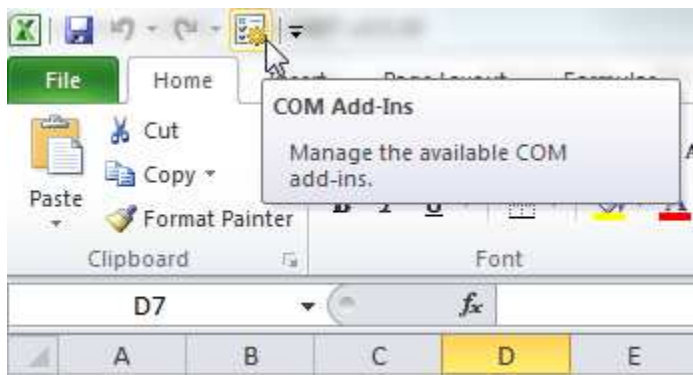 File Home
COM Add-Ins
Manage the available COM
add-ins.
Cut
Copy
Paste
Format Painter
B
Clipboard Font
D7 fx
A B C D E